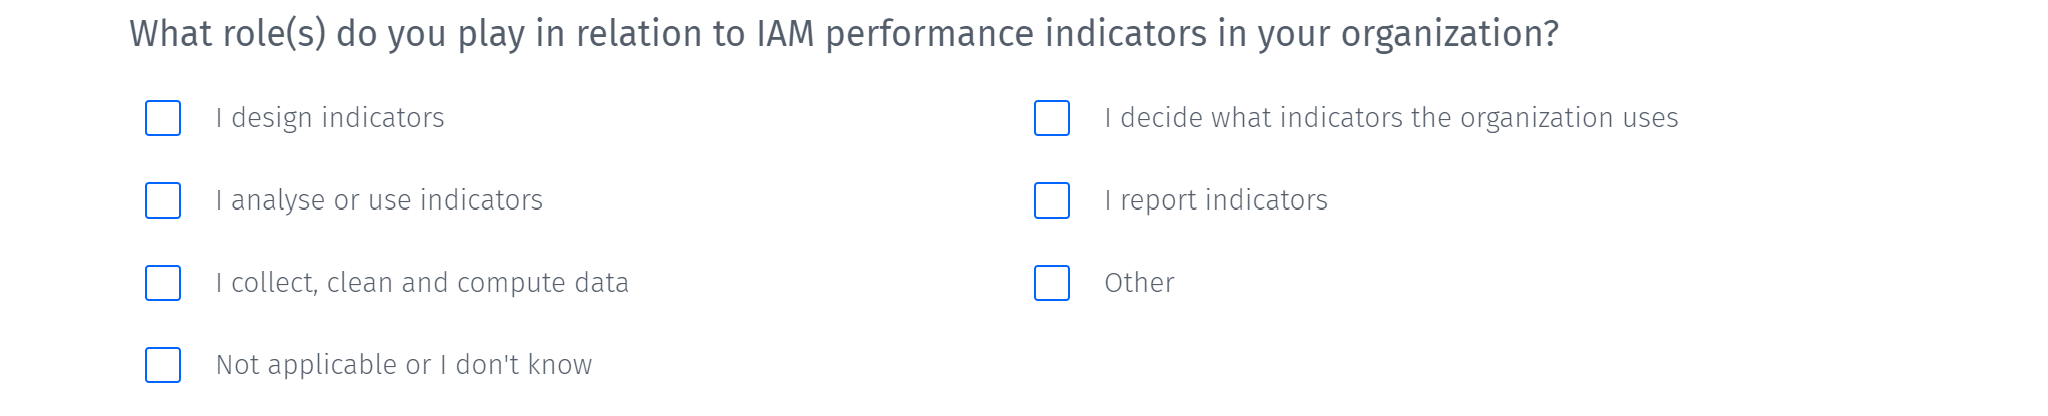 What role(s) do you play in relation to IAM performance indicators in your organization?
I design indicators
I decide what indicators the organization uses
I analyse or use indicators
I report indicators
I collect, clean and compute data
Other
Not applicable or I don't know